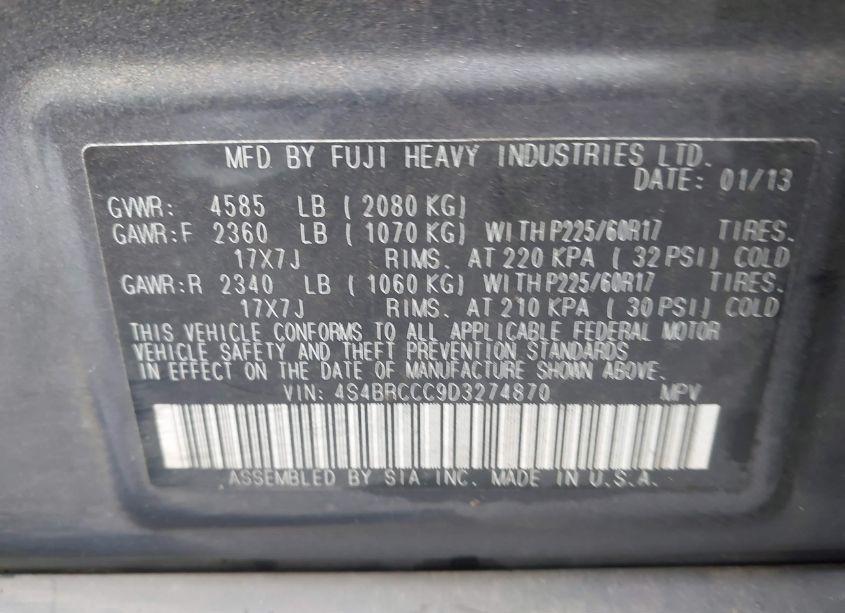 MFD BY FUJI HEAVY INDUSTRIES LTD.
DATE: 01/13
GVWR: 4585 LB ( 2080 KG)
GAWR:F 2360 LB ( 1070 KG) WITH P225/60R17 TIRES.
17X7J RIMS. AT 220 KPA ( 32 PSI) COLD
GAWR:R 2340 LB ( 1060 KG) WITH P225/60R17 TIRES.
17X7J RIMS. AT 210 KPA ( 30 PSI) COLD
THIS VEHICLE CONFORMS TO ALL APPLICABLE FEDERAL MOTOR
VEHICLE SAFETY AND THEFT PREVENTION STANDARDS
IN EFFECT ON THE DATE OF MANUFACTURE SHOWN ABOVE.
VIN: 4S4BRCCC9D3274870 MPV
ASSEMBLED BY SIA INC. MADE IN U.S.A.